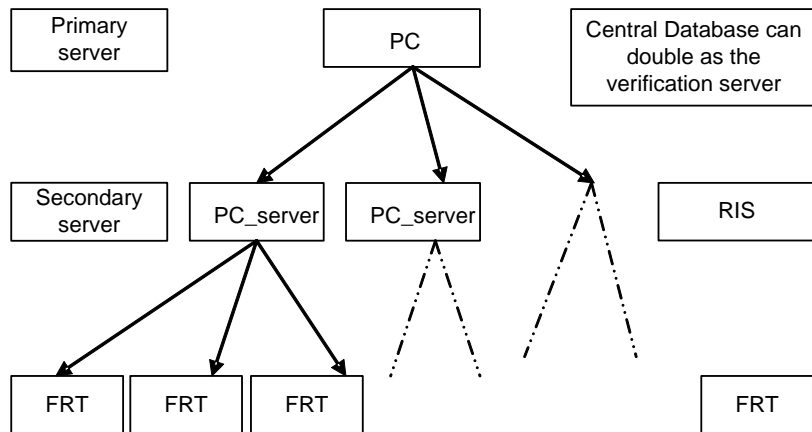 Primary
server
PC
Central Database can
double as the
verification server
Secondary
server
PC_server
PC_server
RIS
FRT
FRT
FRT
FRT